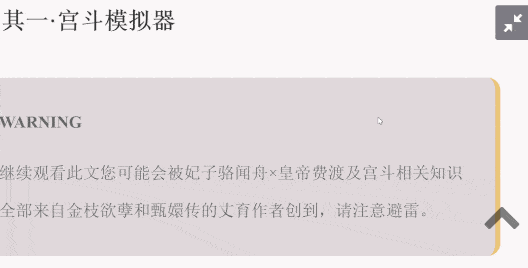 其一·宫斗模拟器
WARNING
继续观看此文您可能会被妃子骆闻舟×皇帝费渡及宫斗相关知识
全部来自金枝欲孽和甄嬛传的丈育作者创到，请注意避雷。